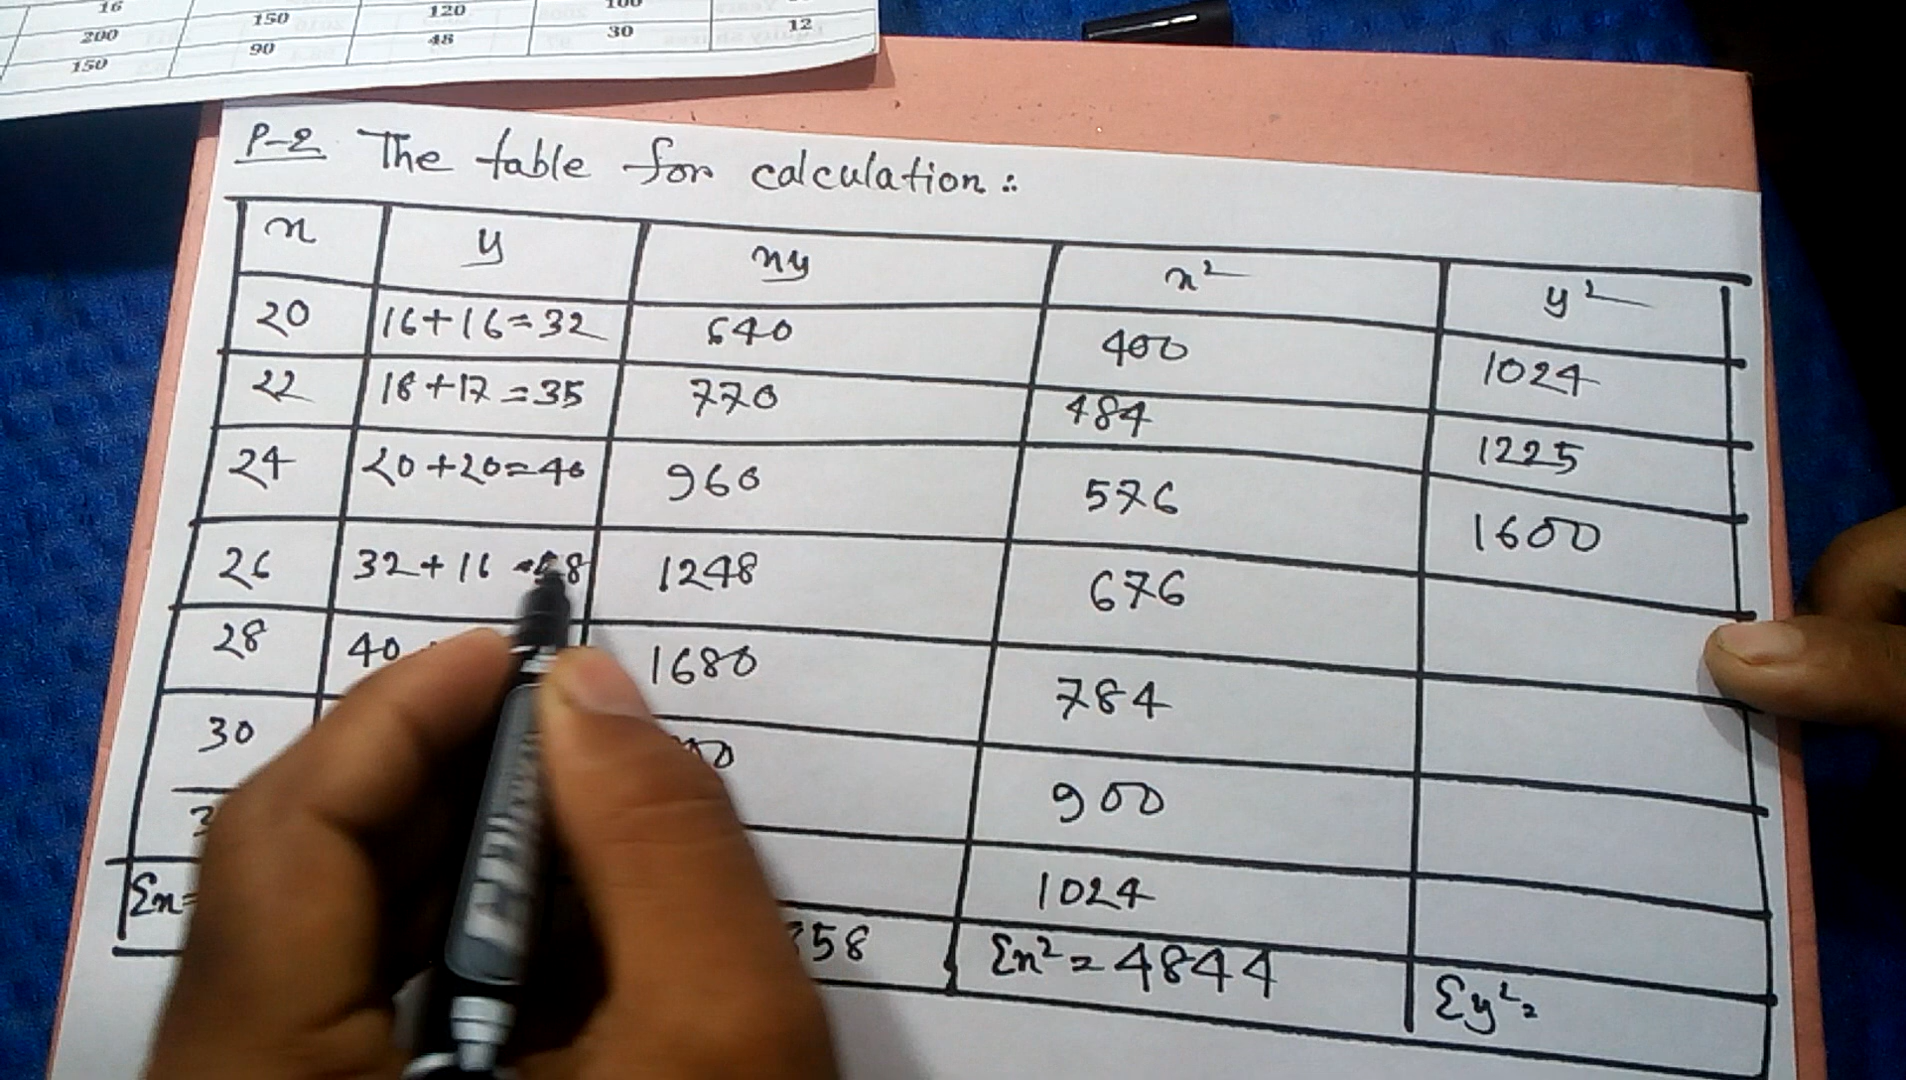 16
200 150 120 100 12
150 90 48 30
P-2 The table for calculation :
x y xy x² y²
20 16+16=32 640 400 1024
22 18+17=35 770 484 1225
24 20+20=40 960 576 1600
26 32+16 48 1248 676
28 40 1680 784
30 900
1024
Σx= 58 Σx²=4844 Σy²=